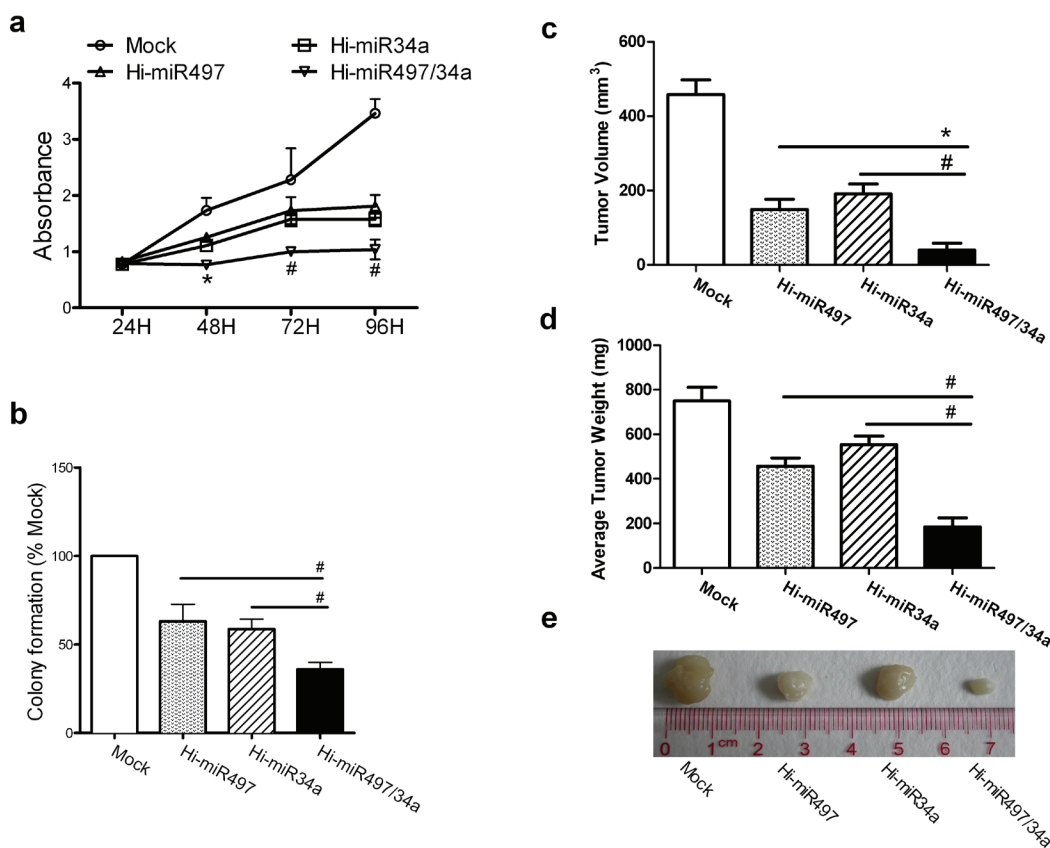 a
Mock
Hi-miR34a
Hi-miR497
Hi-miR497/34a
Absorbance
4
3
2
1
0
*
#
#
24H 48H 72H 96H
b
Colony formation (% Mock)
150
100
50
0
#
#
Mock
Hi-miR497
Hi-miR34a
Hi-miR497/34a
c
Tumor Volume (mm³)
600
400
200
0
*
#
Mock
Hi-miR497
Hi-miR34a
Hi-miR497/34a
d
Average Tumor Weight (mg)
1000
800
600
400
200
0
#
#
Mock
Hi-miR497
Hi-miR34a
Hi-miR497/34a
e
0 1cm 2 3 4 5 6 7
Mock
Hi-miR497
Hi-miR34a
Hi-miR497/34a